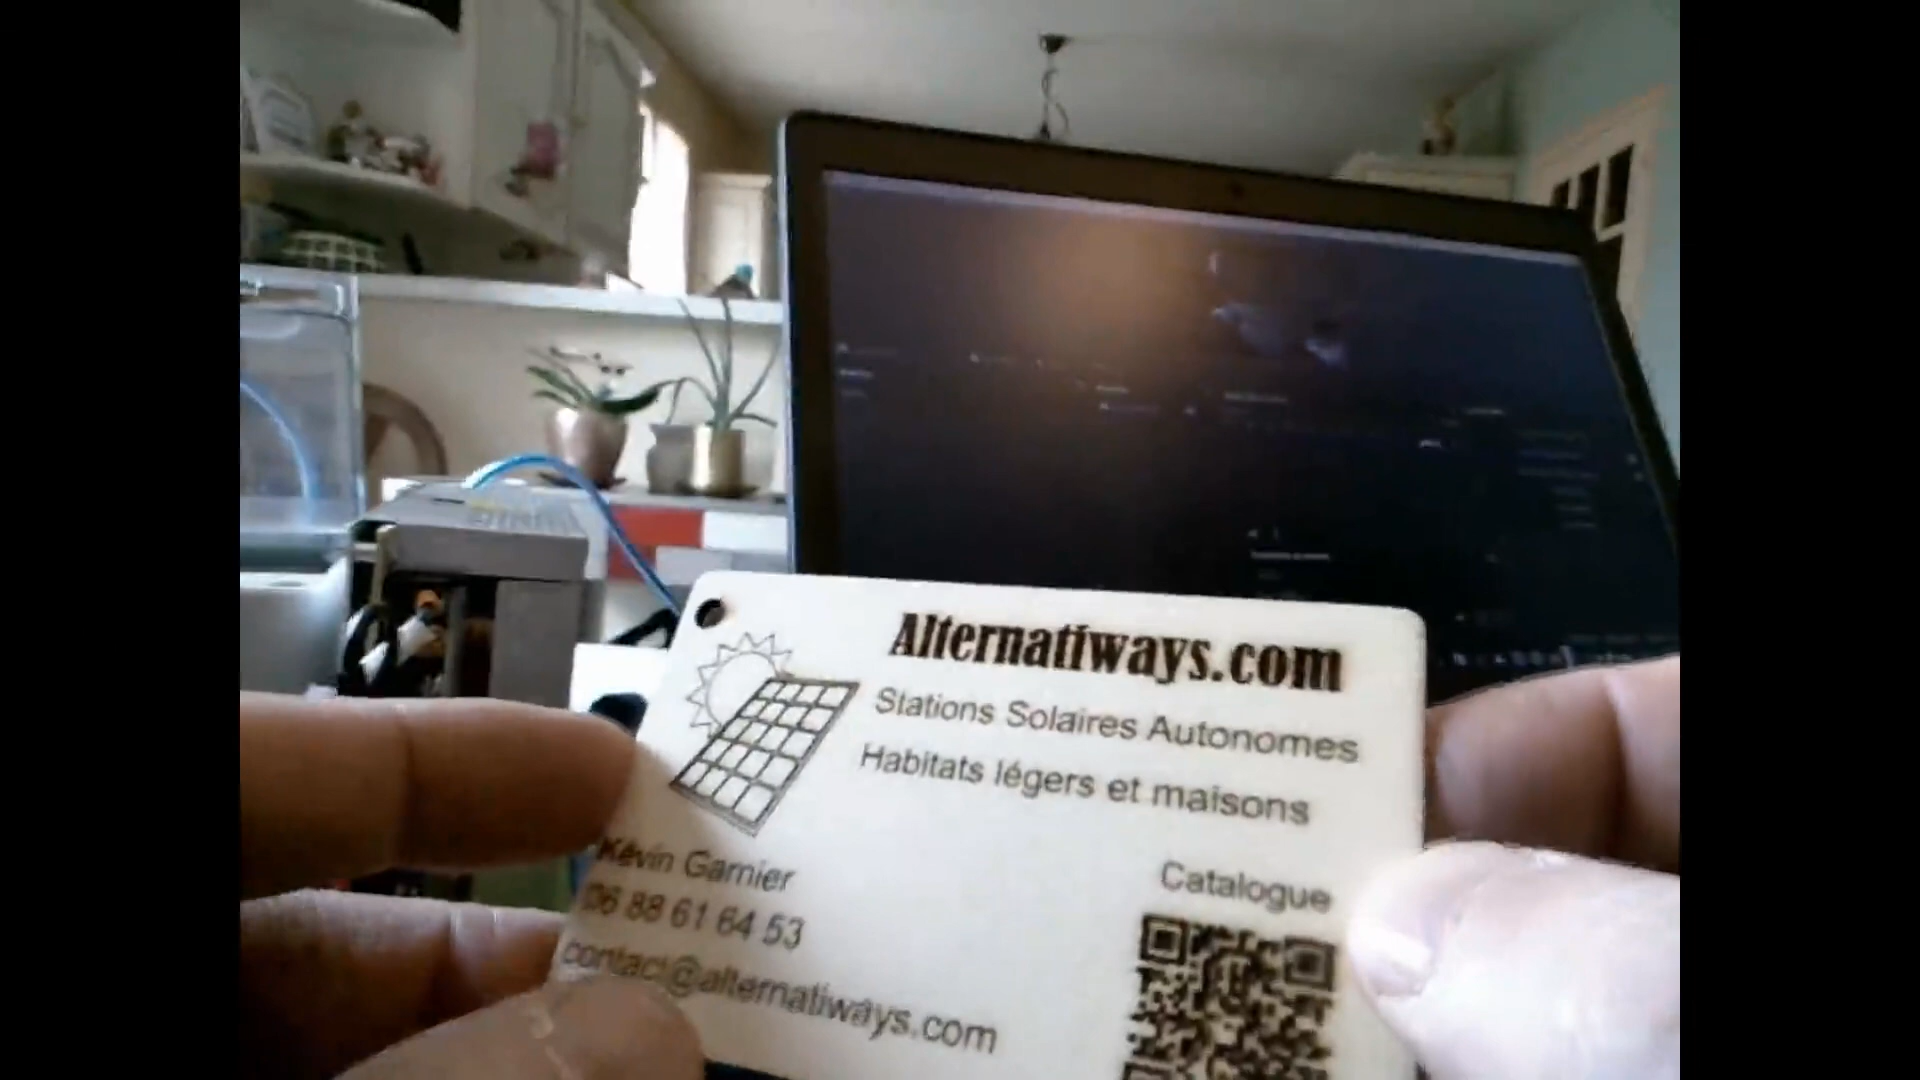 Alternatiways.com
Stations Solaires Autonomes
Habitats légers et maisons
Kévin Garnier
06 88 61 64 53
contact@alternatiways.com
Catalogue